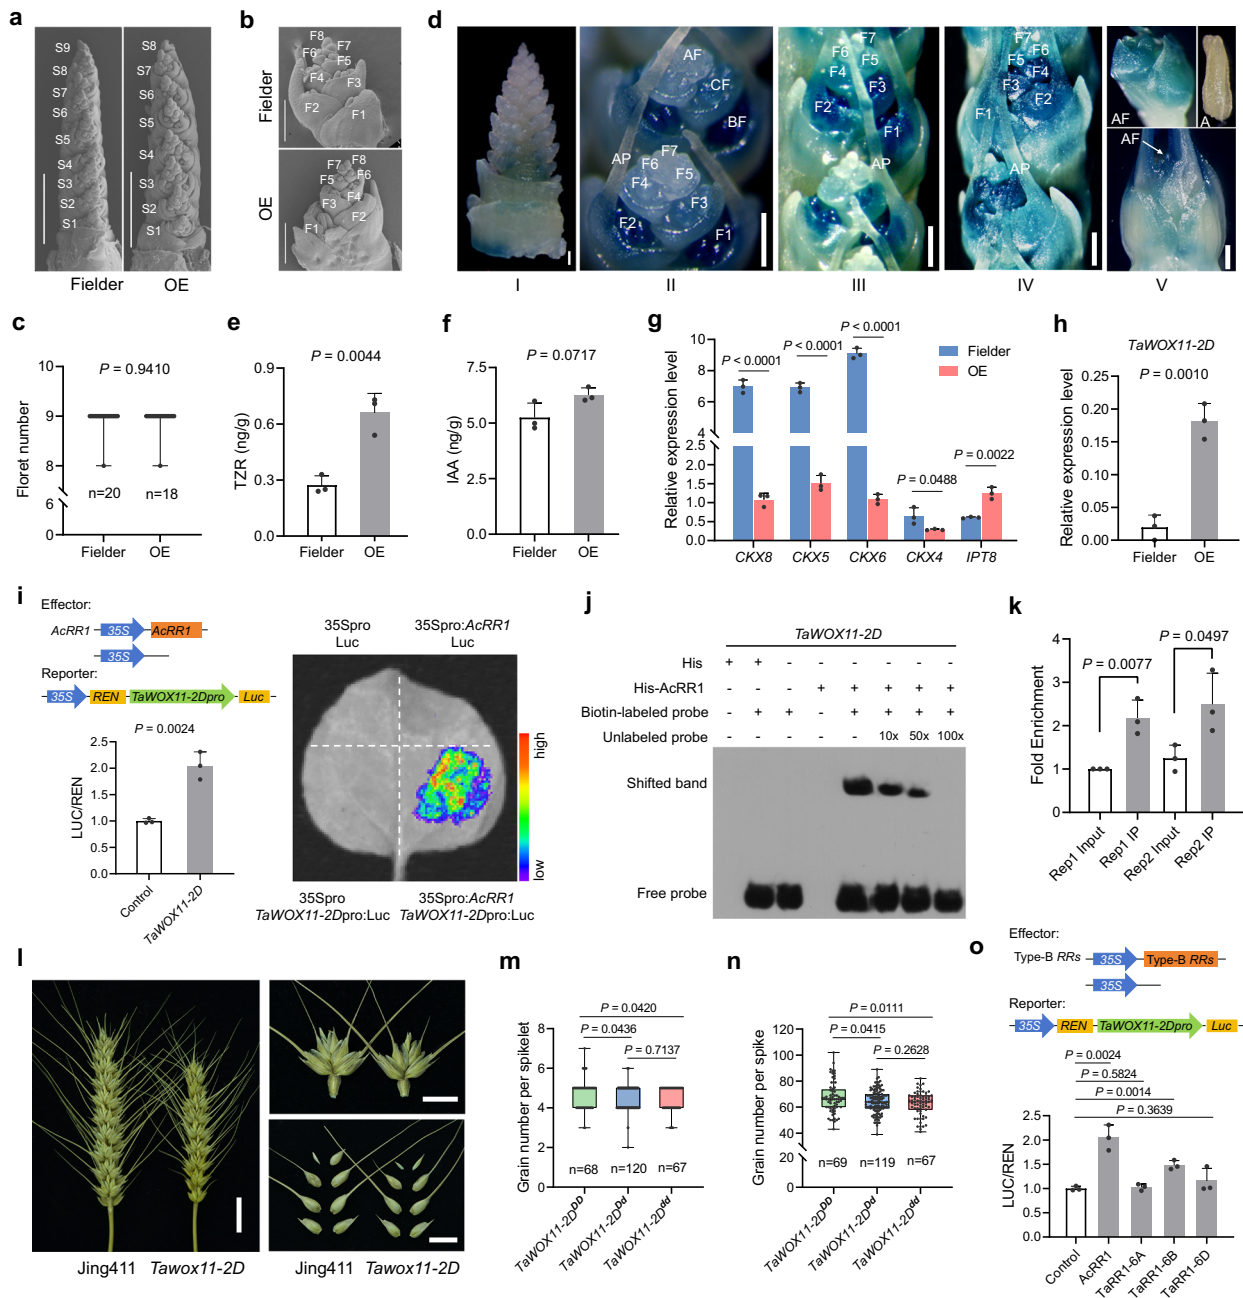 a
S9
S8
S7
S6
S5
S4
S3
S2
S1
S8
S7
S6
S5
S4
S3
S2
S1
Fielder
OE
b
Fielder
F8
F7
F6
F5
F4
F3
F2
F1
OE
F8
F7
F6
F5
F4
F3
F2
F1
d
I
AF
CF
BF
AP
F7
F6
F5
F4
F3
F2
F1
II
F7
F6
F5
F4
F3
F2
F1
AP
III
F7
F6
F5
F4
F3
F2
F1
AP
IV
AF
A
AF
V
c
P = 0.9410
Floret number
10
9
8
6
0
n=20
n=18
Fielder
OE
e
P = 0.0044
TZR (ng/g)
0.9
0.6
0.3
0.0
Fielder
OE
f
P = 0.0717
IAA (ng/g)
7.5
5.0
2.5
0.0
Fielder
OE
g
P < 0.0001
P < 0.0001
P < 0.0001
P = 0.0488
P = 0.0022
Fielder
OE
Relative expression level
10
8
6
4
2.5
2.0
1.5
1.0
0.5
0.0
CKX8
CKX5
CKX6
CKX4
IPT8
h
TaWOX11-2D
P = 0.0010
Relative expression level
0.25
0.20
0.15
0.10
0.05
0.00
Fielder
OE
i
Effector:
AcRR1 35S AcRR1
35S
Reporter:
35S REN TaWOX11-2Dpro Luc
P = 0.0024
LUC/REN
2.5
2.0
1.5
1.0
0.5
0.0
Control
TaWOX11-2D
35Spro
Luc
35Spro:AcRR1
Luc
high
low
35Spro
TaWOX11-2Dpro:Luc
35Spro:AcRR1
TaWOX11-2Dpro:Luc
j
TaWOX11-2D
His + + - - - - - -
His-AcRR1 - - - + + + + +
Biotin-labeled probe - + + - + + + +
Unlabeled probe - - - - - 10x 50x 100x
Shifted band
Free probe
k
P = 0.0077
P = 0.0497
Fold Enrichment
4
3
2
1
0
Rep1 Input
Rep1 IP
Rep2 Input
Rep2 IP
l
Jing411
Tawox11-2D
Jing411
Tawox11-2D
m
P = 0.0420
P = 0.0436
P = 0.7137
Grain number per spikelet
8
6
4
2
0
n=68
n=120
n=67
TaWOX11-2D^DD
TaWOX11-2D^Dd
TaWOX11-2D^dd
n
P = 0.0111
P = 0.0415
P = 0.2628
Grain number per spike
120
100
80
60
40
20
0
n=69
n=119
n=67
TaWOX11-2D^DD
TaWOX11-2D^Dd
TaWOX11-2D^dd
o
Effector:
Type-B RRs 35S Type-B RRs
35S
Reporter:
35S REN TaWOX11-2Dpro Luc
P = 0.0024
P = 0.5824
P = 0.0014
P = 0.3639
LUC/REN
2.5
2.0
1.5
1.0
0.5
0.0
Control
AcRR1
TaRR1-6A
TaRR1-6B
TaRR1-6D